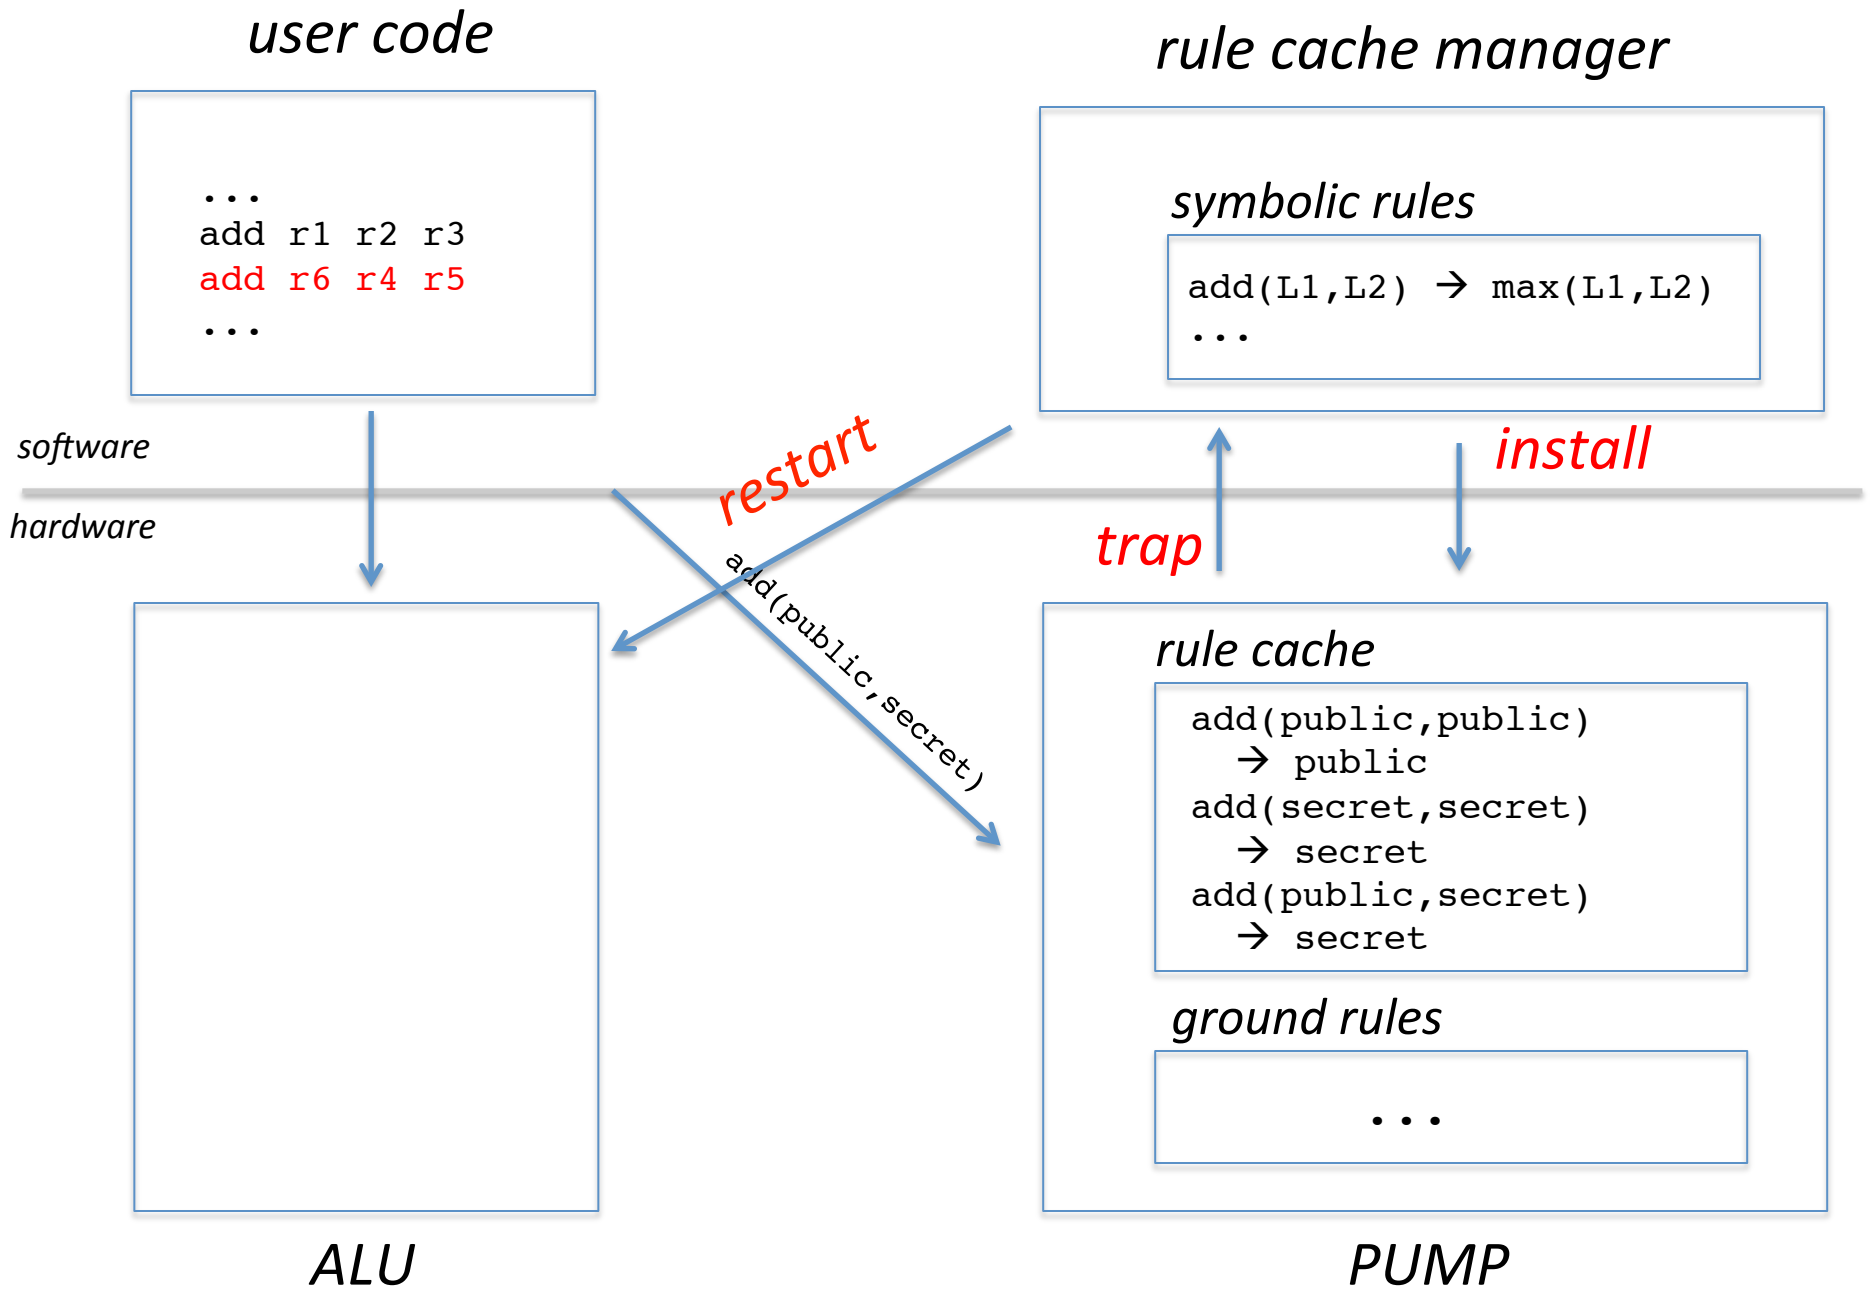 user code
...
add r1 r2 r3
add r6 r4 r5
...
rule cache manager
symbolic rules
add(L1,L2) → max(L1,L2)
...
software
hardware
restart
trap
install
add(public,secret)
rule cache
add(public,public)
→ public
add(secret,secret)
→ secret
add(public,secret)
→ secret
ground rules
...
ALU
PUMP